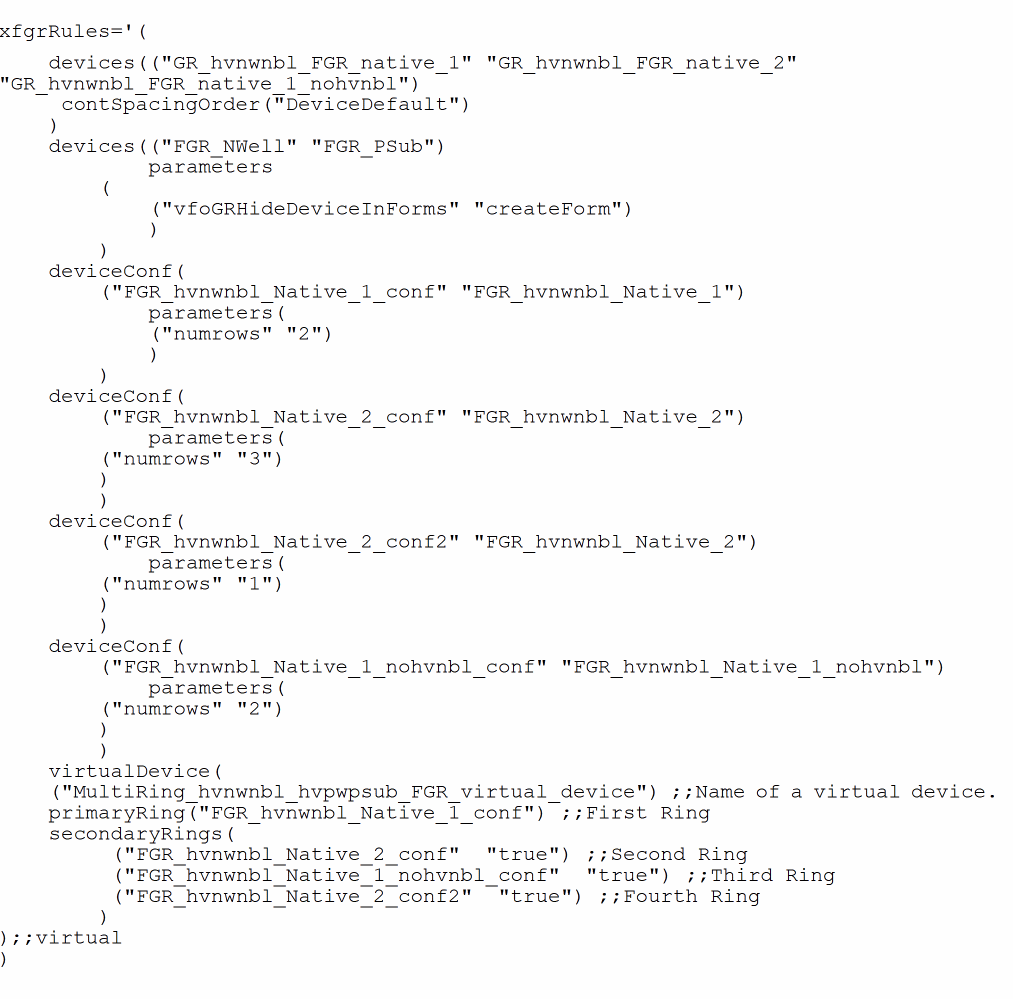 xfgrRules='(
devices(("GR_hvnwnbl_FGR_native_1" "GR_hvnwnbl_FGR_native_2"
"GR_hvnwnbl_FGR_native_1_nohvnbl")
contSpacingOrder("DeviceDefault")
)
devices(("FGR_NWell" "FGR_PSub")
parameters
(
("vfoGRHideDeviceInForms" "createForm")
)
)
deviceConf(
("FGR_hvnwnbl_Native_1_conf" "FGR_hvnwnbl_Native_1")
parameters(
("numrows" "2")
)
)
deviceConf(
("FGR_hvnwnbl_Native_2_conf" "FGR_hvnwnbl_Native_2")
parameters(
("numrows" "3")
)
)
deviceConf(
("FGR_hvnwnbl_Native_2_conf2" "FGR_hvnwnbl_Native_2")
parameters(
("numrows" "1")
)
)
deviceConf(
("FGR_hvnwnbl_Native_1_nohvnbl_conf" "FGR_hvnwnbl_Native_1_nohvnbl")
parameters(
("numrows" "2")
)
)
virtualDevice(
("MultiRing_hvnwnbl_hvpwpsub_FGR_virtual_device") ;;Name of a virtual device.
primaryRing("FGR_hvnwnbl_Native_1_conf") ;;First Ring
secondaryRings(
("FGR_hvnwnbl_Native_2_conf" "true") ;;Second Ring
("FGR_hvnwnbl_Native_1_nohvnbl_conf" "true") ;;Third Ring
("FGR_hvnwnbl_Native_2_conf2" "true") ;;Fourth Ring
)
);;virtual
)